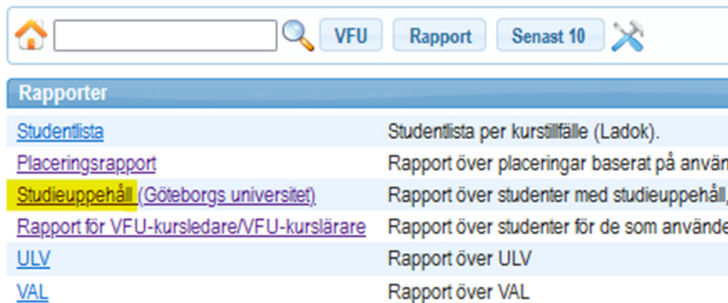 VFU Rapport Senast 10
Rapporter
Studentlista Studentlista per kurstillfälle (Ladok).
Placeringsrapport Rapport över placeringar baserat på
Studieuppehåll (Göteborgs universitet) Rapport över studenter med studieuppehåll,
Rapport för VFU-kursledare/VFU-kurslärare Rapport över studenter för de som
ULV Rapport över ULV
VAL Rapport över VAL